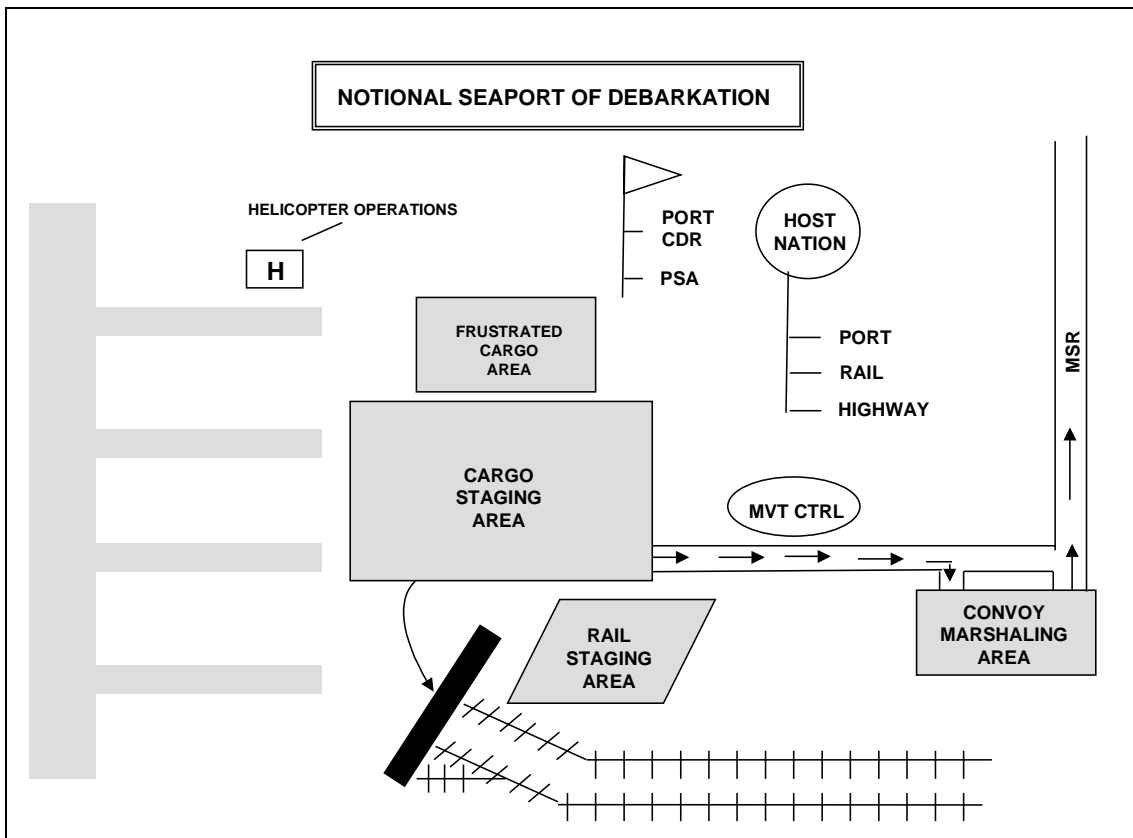 NOTIONAL SEAPORT OF DEBARKATION
HELICOPTER OPERATIONS
H
PORT
CDR
PSA
HOST
NATION
PORT
RAIL
HIGHWAY
FRUSTRATED
CARGO
AREA
MSR
CARGO
STAGING
AREA
MVT CTRL
CONVOY
MARSHALING
AREA
RAIL
STAGING
AREA